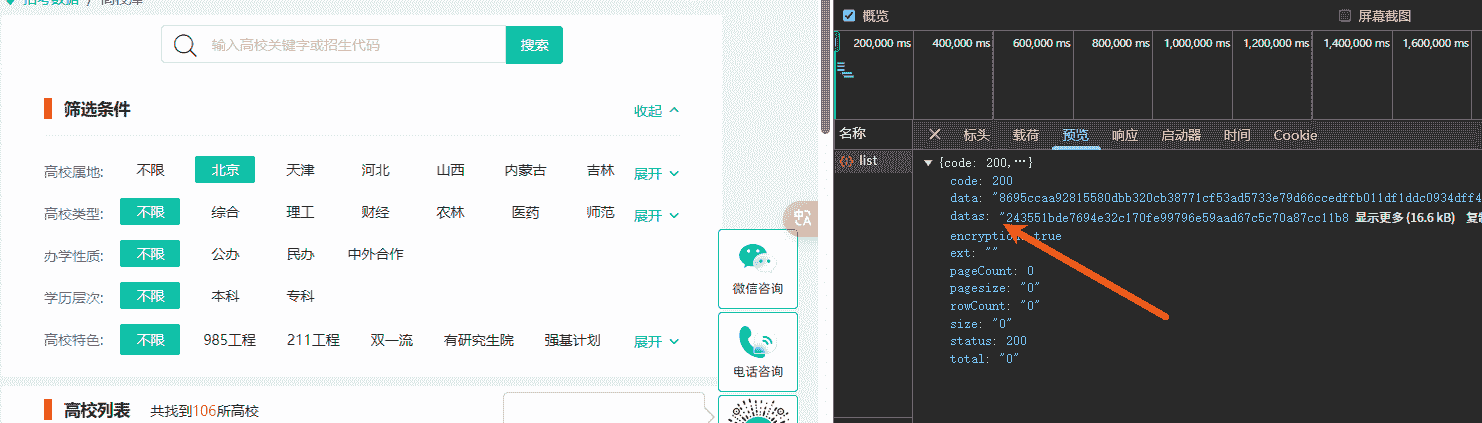 招考数据 / 高校库
输入高校关键字或招生代码
搜索
筛选条件
收起
高校属地:
不限
北京
天津
河北
山西
内蒙古
吉林
展开
高校类型:
不限
综合
理工
财经
农林
医药
师范
展开
办学性质:
不限
公办
民办
中外合作
学历层次:
不限
本科
专科
高校特色:
不限
985工程
211工程
双一流
有研究生院
强基计划
展开
高校列表
共找到106所高校
微信咨询
电话咨询
中A
概览
屏幕截图
200,000 ms
400,000 ms
600,000 ms
800,000 ms
1,000,000 ms
1,200,000 ms
1,400,000 ms
1,600,000 ms
名称
标头
载荷
预览
响应
启动器
时间
Cookie
list
{code: 200,…}
code: 200
data: "8695ccaa92815580dbb320cb38771cf53ad5733e79d66ccedffb011df1ddc0934dff4
datas: "243551bde7694e32c170fe99796e59aad67c5c70a87cc11b8 显示更多 (16.6 kB)
encryption: true
ext: ""
pageCount: 0
pagesize: "0"
rowCount: "0"
size: "0"
status: 200
total: "0"